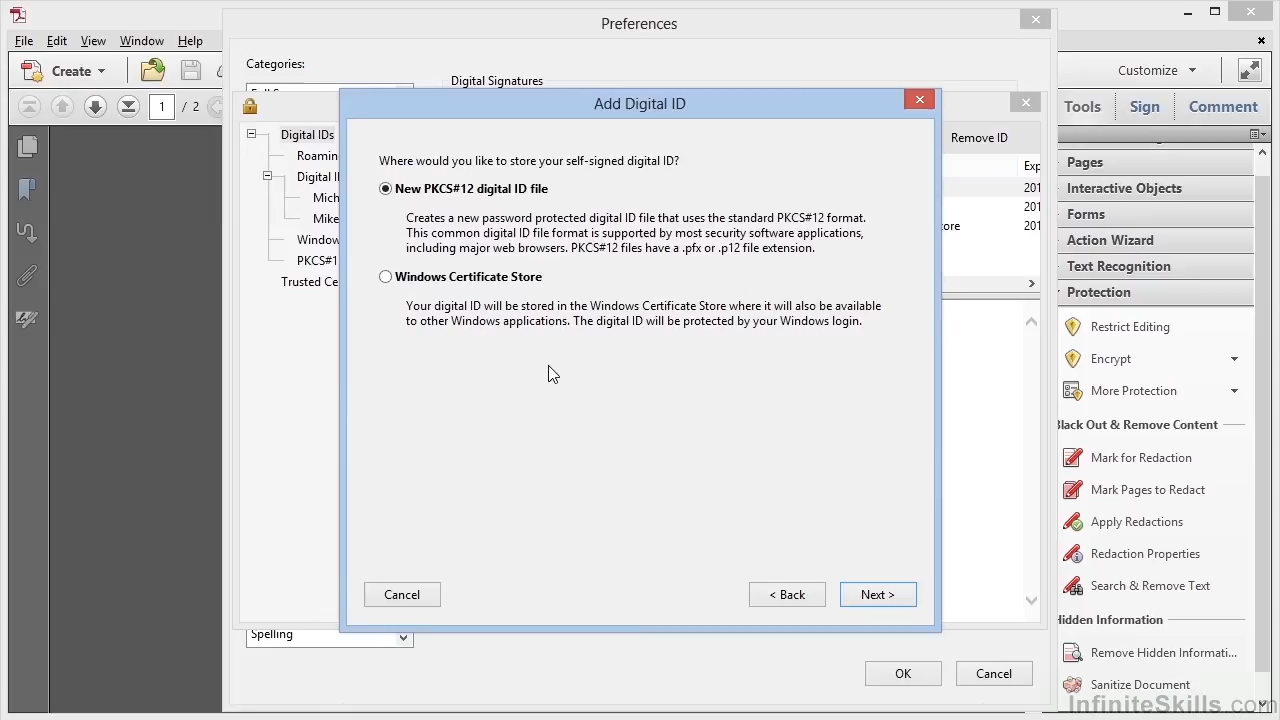 Preferences
File Edit View Window Help
Categories:
Create
Digital Signatures
Customize
Add Digital ID
1 / 2
Tools Sign Comment
Digital IDs
Remove ID
Where would you like to store your self-signed digital ID?
Pages
New PKCS#12 digital ID file
Interactive Objects
Creates a new password protected digital ID file that uses the standard PKCS#12 format.
This common digital ID file format is supported by most security software applications,
including major web browsers. PKCS#12 files have a .pfx or .p12 file extension.
Forms
Action Wizard
Windows Certificate Store
Text Recognition
Trusted Ce
Protection
Your digital ID will be stored in the Windows Certificate Store where it will also be available
to other Windows applications. The digital ID will be protected by your Windows login.
Restrict Editing
Encrypt
More Protection
Black Out & Remove Content
Mark for Redaction
Mark Pages to Redact
Apply Redactions
Redaction Properties
Search & Remove Text
Cancel < Back Next >
Hidden Information
Spelling
Remove Hidden Informati...
OK Cancel
Sanitize Document
InfiniteSkills.com